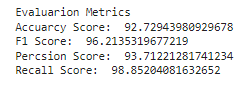 Evaluarion Metrics
Accuarcy Score:  92.72943980929678
F1 Score:  96.2135319677219
Percsion Score:  93.71221281741234
Recall Score:  98.85204081632652